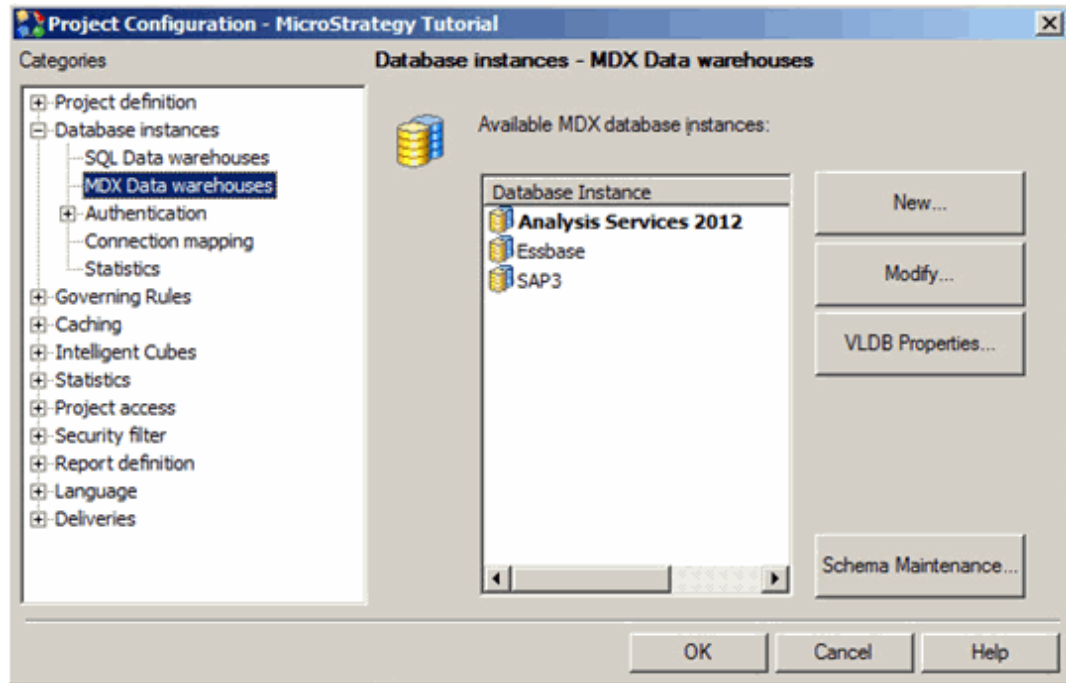 Project Configuration - MicroStrategy Tutorial
Categories
Project definition
Database instances
SQL Data warehouses
MDX Data warehouses
Authentication
Connection mapping
Statistics
Governing Rules
Caching
Intelligent Cubes
Statistics
Project access
Security filter
Report definition
Language
Deliveries
Database instances - MDX Data warehouses
Available MDX database instances:
Database Instance
Analysis Services 2012
Essbase
SAP3
New...
Modify...
VLDB Properties...
Schema Maintenance...
OK
Cancel
Help